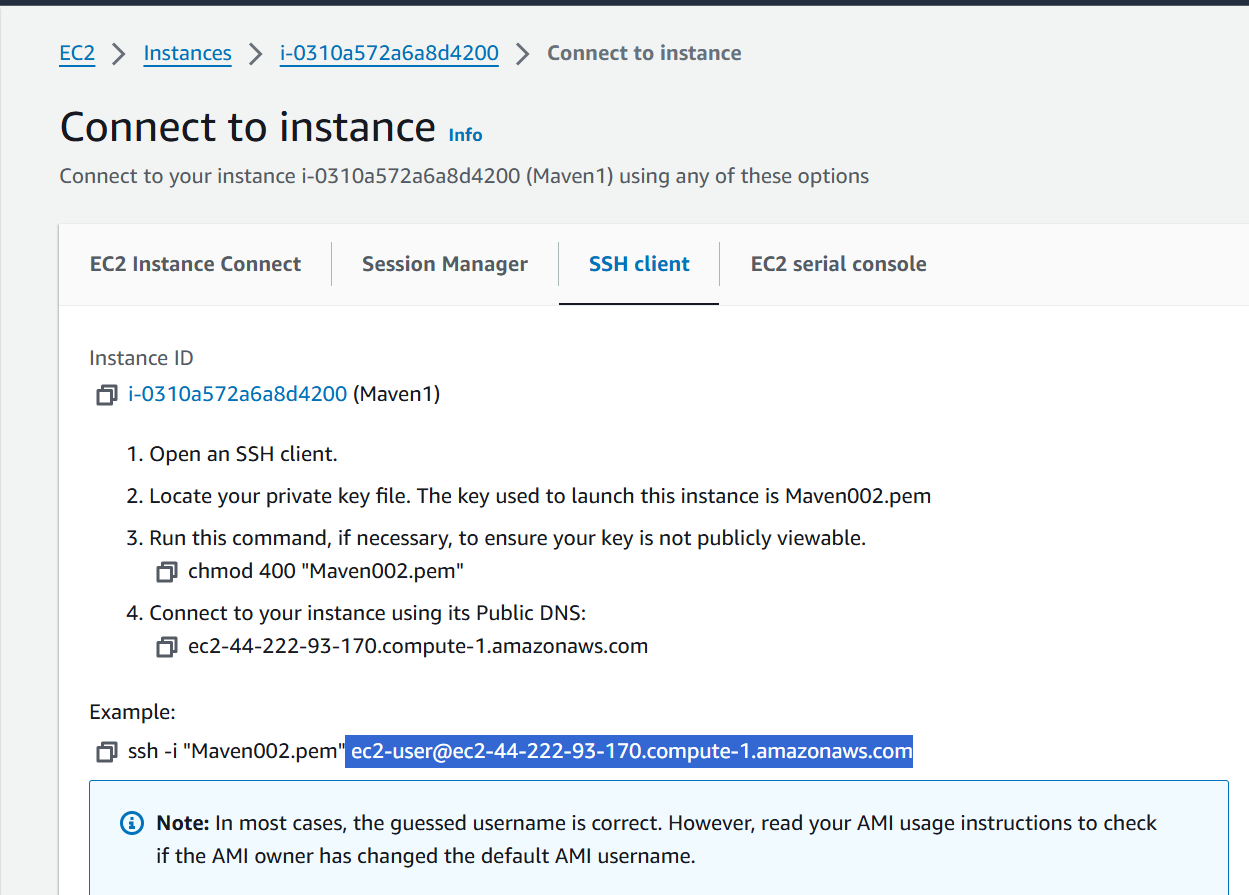 EC2 > Instances > i-0310a572a6a8d4200 > Connect to instance
Connect to instance Info
Connect to your instance i-0310a572a6a8d4200 (Maven1) using any of these options
EC2 Instance Connect Session Manager SSH client EC2 serial console
Instance ID
i-0310a572a6a8d4200 (Maven1)
1. Open an SSH client.
2. Locate your private key file. The key used to launch this instance is Maven002.pem
3. Run this command, if necessary, to ensure your key is not publicly viewable.
chmod 400 "Maven002.pem"
4. Connect to your instance using its Public DNS:
ec2-44-222-93-170.compute-1.amazonaws.com
Example:
ssh -i "Maven002.pem" ec2-user@ec2-44-222-93-170.compute-1.amazonaws.com
Note: In most cases, the guessed username is correct. However, read your AMI usage instructions to check
if the AMI owner has changed the default AMI username.